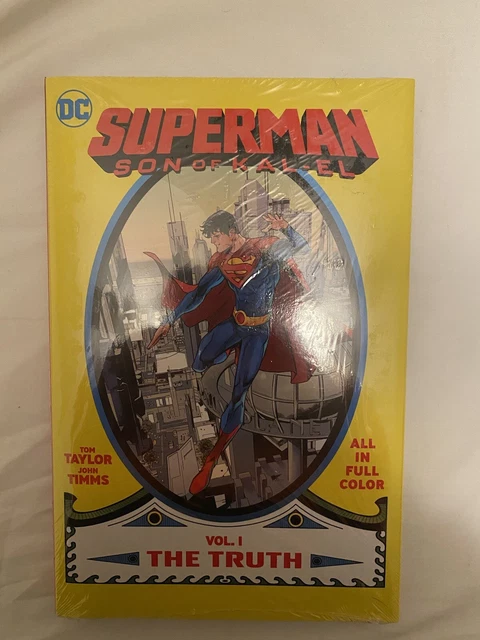 DC
SUPERMAN
SON OF KAL-EL
TOM
TAYLOR
JOHN
TIMMS
ALL
IN
FULL
COLOR
VOL. 1
THE TRUTH